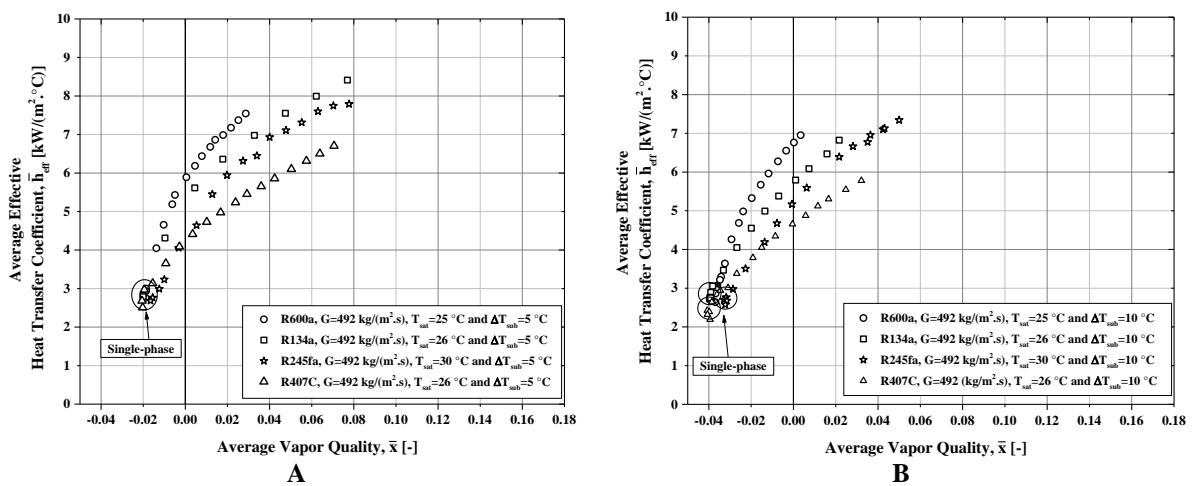 10
9
8
7
6
5
4
3
2
1
0
Average Effective
Heat Transfer Coefficient, h̄eff [kW/(m².°C)]
Single-phase
R600a, G=492 kg/(m².s), Tsat=25 °C and ΔTsub=5 °C
R134a, G=492 kg/(m².s), Tsat=26 °C and ΔTsub=5 °C
R245fa, G=492 kg/(m².s), Tsat=30 °C and ΔTsub=5 °C
R407C, G=492 kg/(m².s), Tsat=26 °C and ΔTsub=5 °C
-0.04 -0.02 0.00 0.02 0.04 0.06 0.08 0.10 0.12 0.14 0.16 0.18
Average Vapor Quality, x̄ [-]
A
10
9
8
7
6
5
4
3
2
1
0
Average Effective
Heat Transfer Coefficient, h̄eff [kW/(m².°C)]
Single-phase
R600a, G=492 kg/(m².s), Tsat=25 °C and ΔTsub=10 °C
R134a, G=492 kg/(m².s), Tsat=26 °C and ΔTsub=10 °C
R245fa, G=492 kg/(m².s), Tsat=30 °C and ΔTsub=10 °C
R407C, G=492 (kg/m².s), Tsat=26 °C and ΔTsub=10 °C
-0.04 -0.02 0.00 0.02 0.04 0.06 0.08 0.10 0.12 0.14 0.16 0.18
Average Vapor Quality, x̄ [-]
B